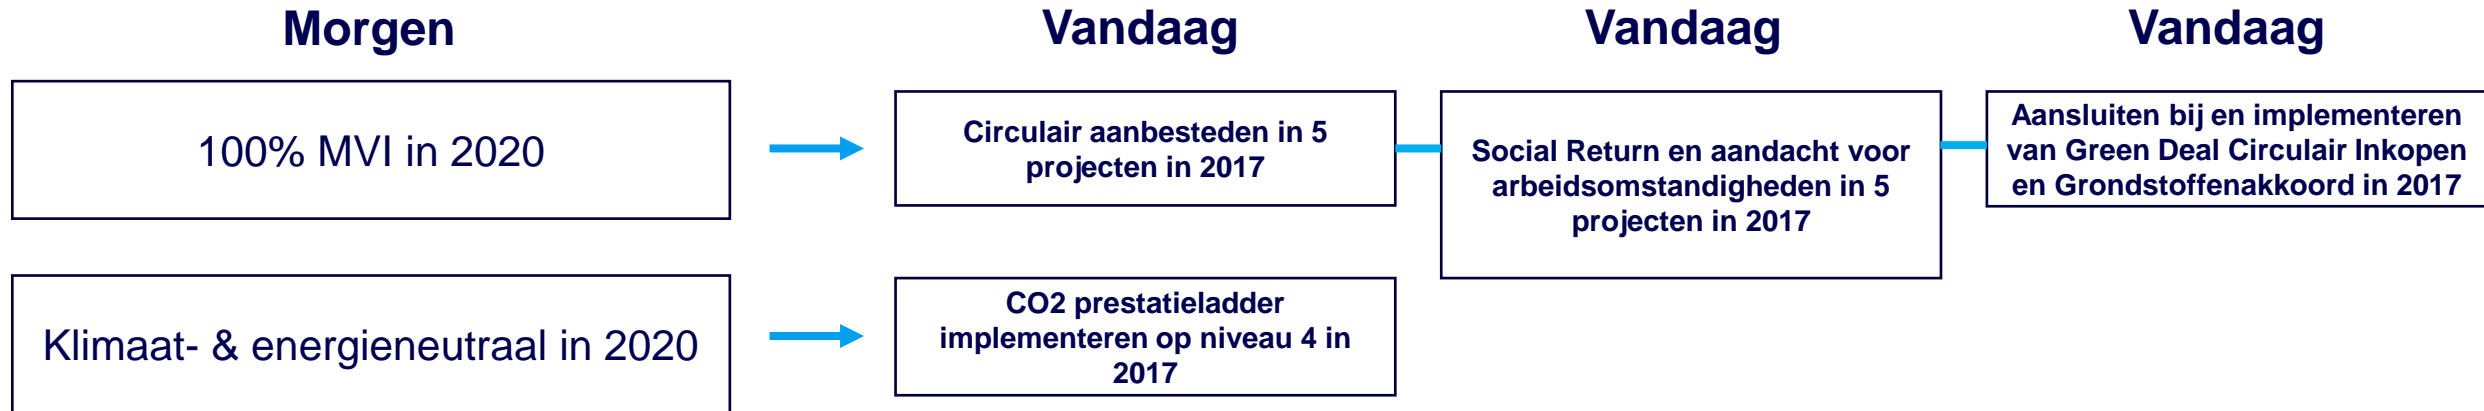 Morgen
Vandaag
Vandaag
Vandaag
100% MVI in 2020
Circulair aanbesteden in 5
projecten in 2017
Social Return en aandacht voor
arbeidsomstandigheden in 5
projecten in 2017
Aansluiten bij en implementeren
van Green Deal Circulair Inkopen
en Grondstoffenakkoord in 2017
Klimaat- & energieneutraal in 2020
CO2 prestatieladder
implementeren op niveau 4 in
2017